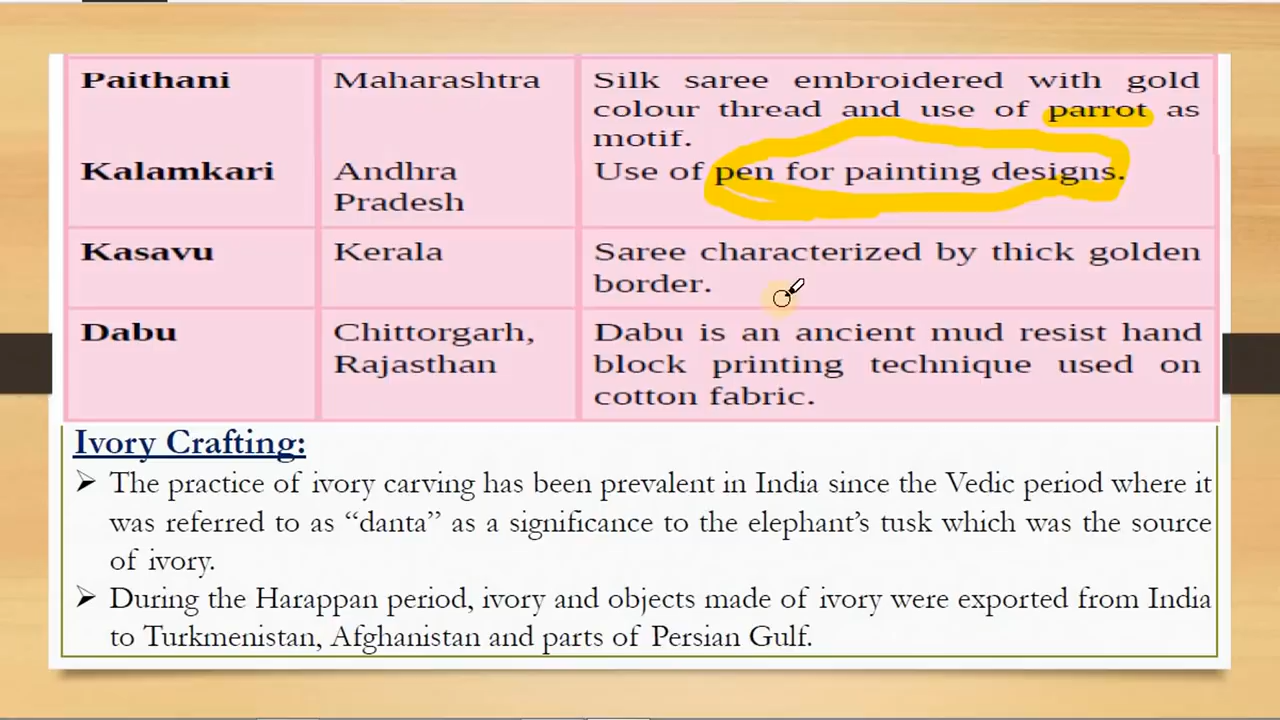 Paithani Maharashtra Silk saree embroidered with gold
colour thread and use of parrot as
motif.
Kalamkari Andhra Use of pen for painting designs.
Pradesh
Kasavu Kerala Saree characterized by thick golden
border.
Dabu Chittorgarh, Dabu is an ancient mud resist hand
Rajasthan block printing technique used on
cotton fabric.
Ivory Crafting:
➢ The practice of ivory carving has been prevalent in India since the Vedic period where it
was referred to as “danta” as a significance to the elephant’s tusk which was the source
of ivory.
➢ During the Harappan period, ivory and objects made of ivory were exported from India
to Turkmenistan, Afghanistan and parts of Persian Gulf.